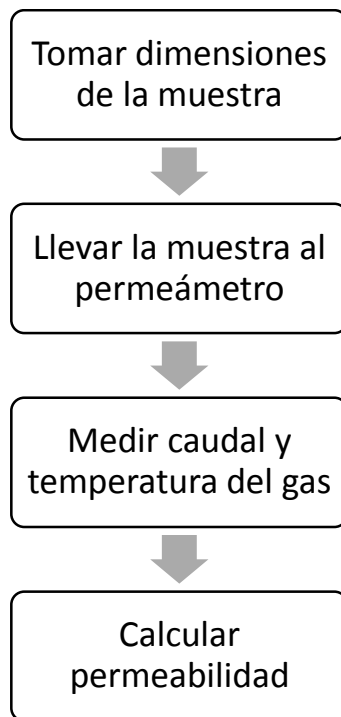 Tomar dimensiones
de la muestra
Llevar la muestra al
permeámetro
Medir caudal y
temperatura del gas
Calcular
permeabilidad